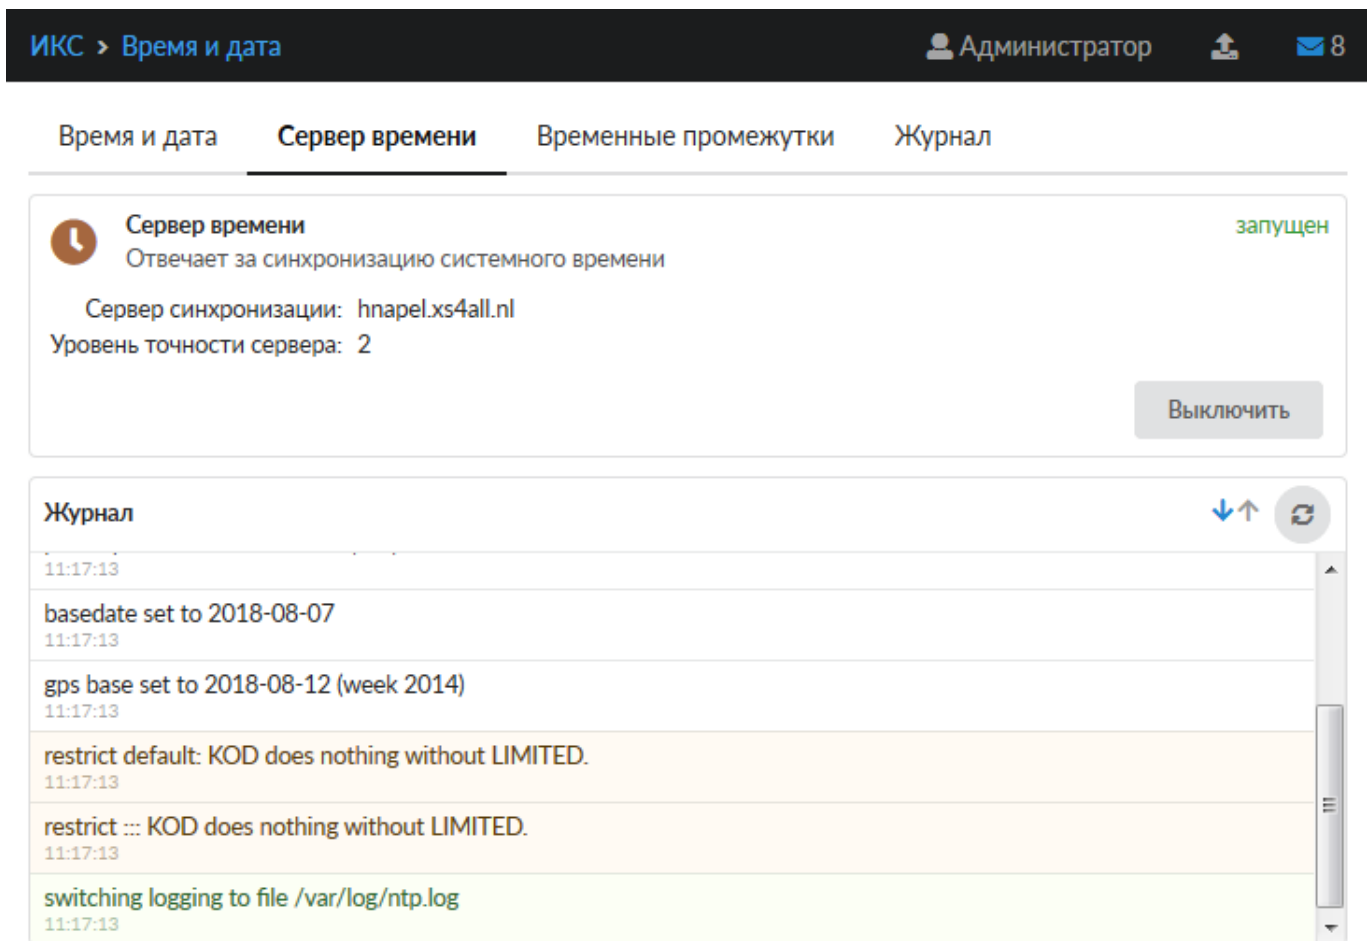 ИКС > Время и дата Администратор 8
Время и дата Сервер времени Временные промежутки Журнал
Сервер времени запущен
Отвечает за синхронизацию системного времени
Сервер синхронизации: hnapel.xs4all.nl
Уровень точности сервера: 2
Выключить
Журнал
11:17:13
basedate set to 2018-08-07
11:17:13
gps base set to 2018-08-12 (week 2014)
11:17:13
restrict default: KOD does nothing without LIMITED.
11:17:13
restrict ::: KOD does nothing without LIMITED.
11:17:13
switching logging to file /var/log/ntp.log
11:17:13